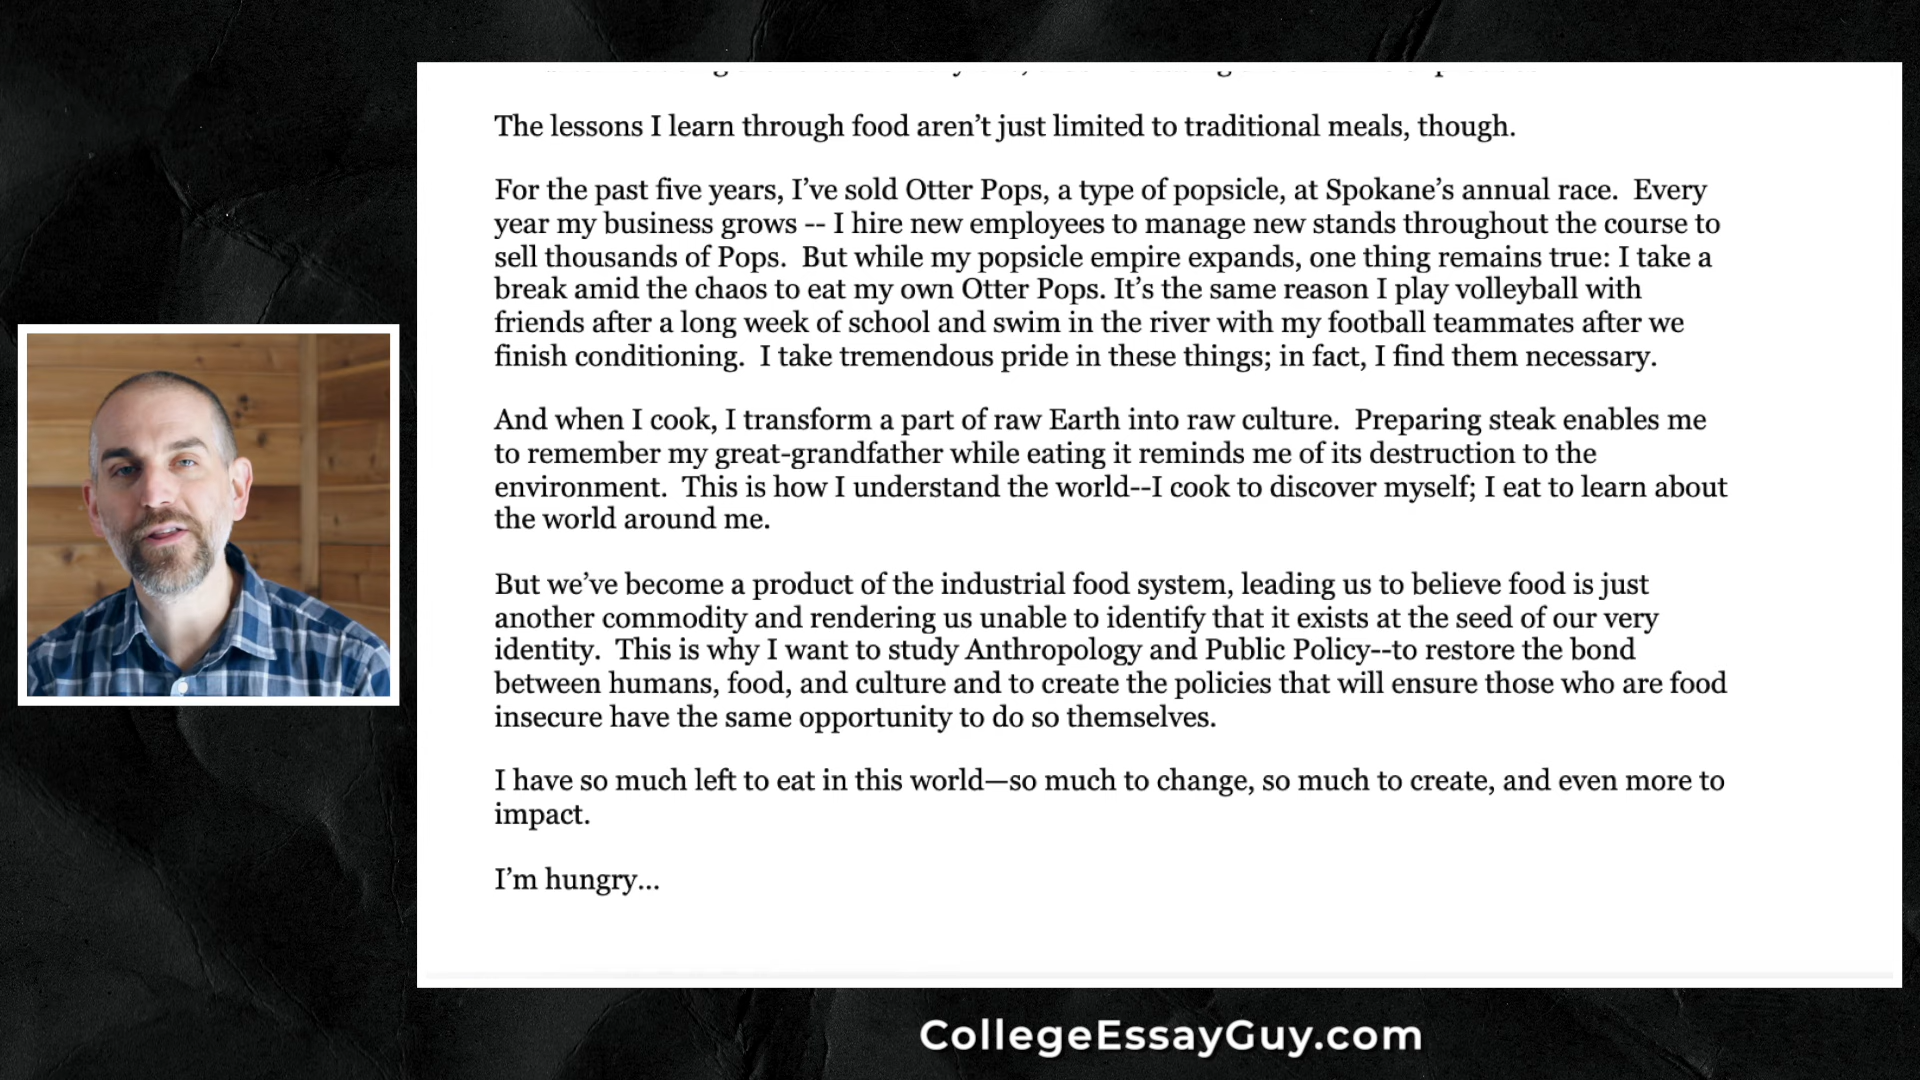 The lessons I learn through food aren’t just limited to traditional meals, though.
For the past five years, I’ve sold Otter Pops, a type of popsicle, at Spokane’s annual race.  Every
year my business grows -- I hire new employees to manage new stands throughout the course to
sell thousands of Pops.  But while my popsicle empire expands, one thing remains true: I take a
break amid the chaos to eat my own Otter Pops. It’s the same reason I play volleyball with
friends after a long week of school and swim in the river with my football teammates after we
finish conditioning.  I take tremendous pride in these things; in fact, I find them necessary.
And when I cook, I transform a part of raw Earth into raw culture.  Preparing steak enables me
to remember my great-grandfather while eating it reminds me of its destruction to the
environment.  This is how I understand the world--I cook to discover myself; I eat to learn about
the world around me.
But we’ve become a product of the industrial food system, leading us to believe food is just
another commodity and rendering us unable to identify that it exists at the seed of our very
identity.  This is why I want to study Anthropology and Public Policy--to restore the bond
between humans, food, and culture and to create the policies that will ensure those who are food
insecure have the same opportunity to do so themselves.
I have so much left to eat in this world—so much to change, so much to create, and even more to
impact.
I’m hungry...
CollegeEssayGuy.com